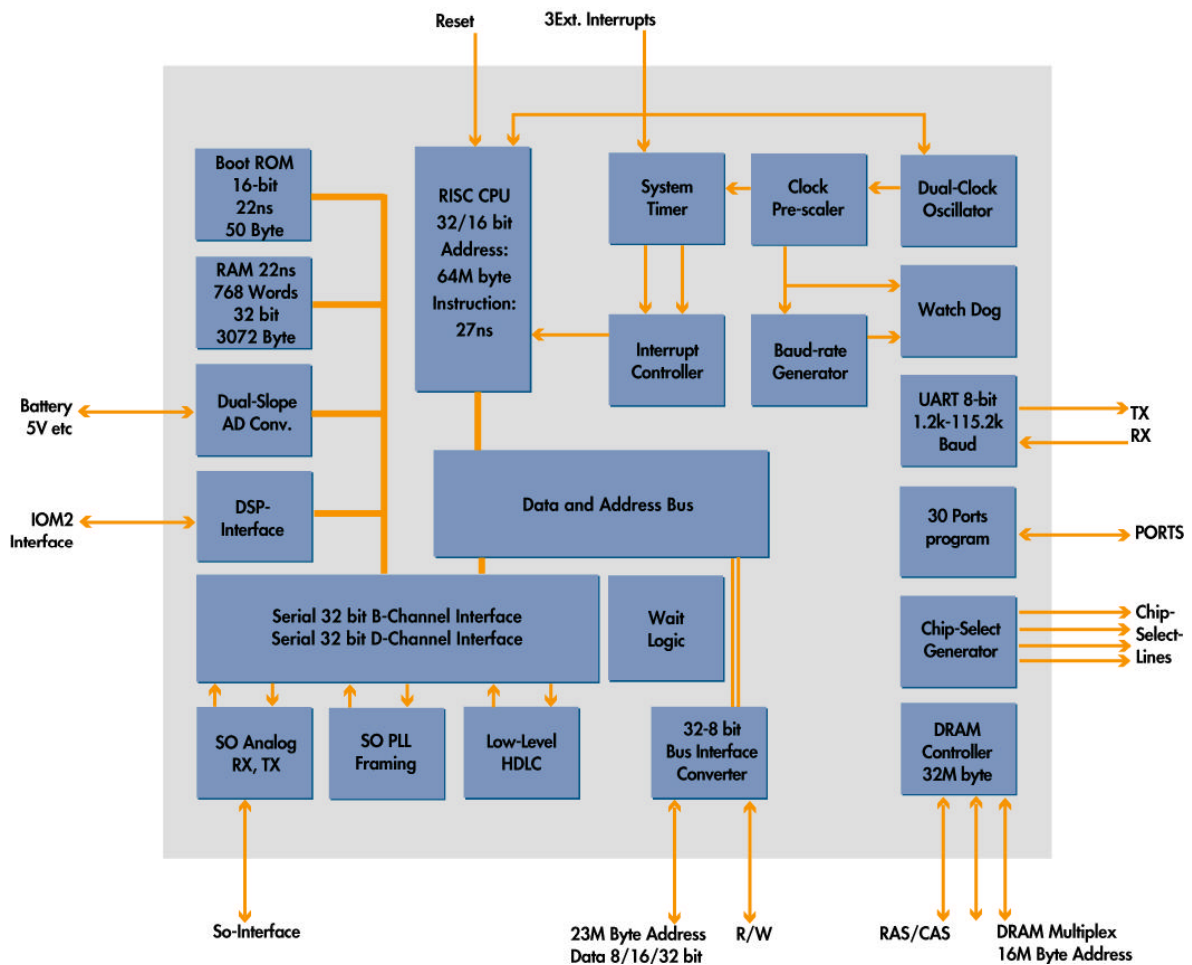 Reset
3Ext. Interrupts
Boot ROM
16-bit
22ns
50 Byte
RISC CPU
32/16 bit
Address:
64M byte
Instruction:
27ns
System
Timer
Clock
Pre-scaler
Dual-Clock
Oscillator
RAM 22ns
768 Words
32 bit
3072 Byte
Interrupt
Controller
Baud-rate
Generator
Watch Dog
Battery
5V etc
Dual-Slope
AD Conv.
UART 8-bit
1.2k-115.2k
Baud
TX
RX
IOM2
Interface
DSP-
Interface
Data and Address Bus
30 Ports
program
PORTS
Serial 32 bit B-Channel Interface
Serial 32 bit D-Channel Interface
Wait
Logic
Chip-Select
Generator
Chip-
Select-
Lines
SO Analog
RX, TX
SO PLL
Framing
Low-Level
HDLC
32-8 bit
Bus Interface
Converter
DRAM
Controller
32M byte
So-Interface
23M Byte Address
Data 8/16/32 bit
R/W
RAS/CAS
DRAM Multiplex
16M Byte Address